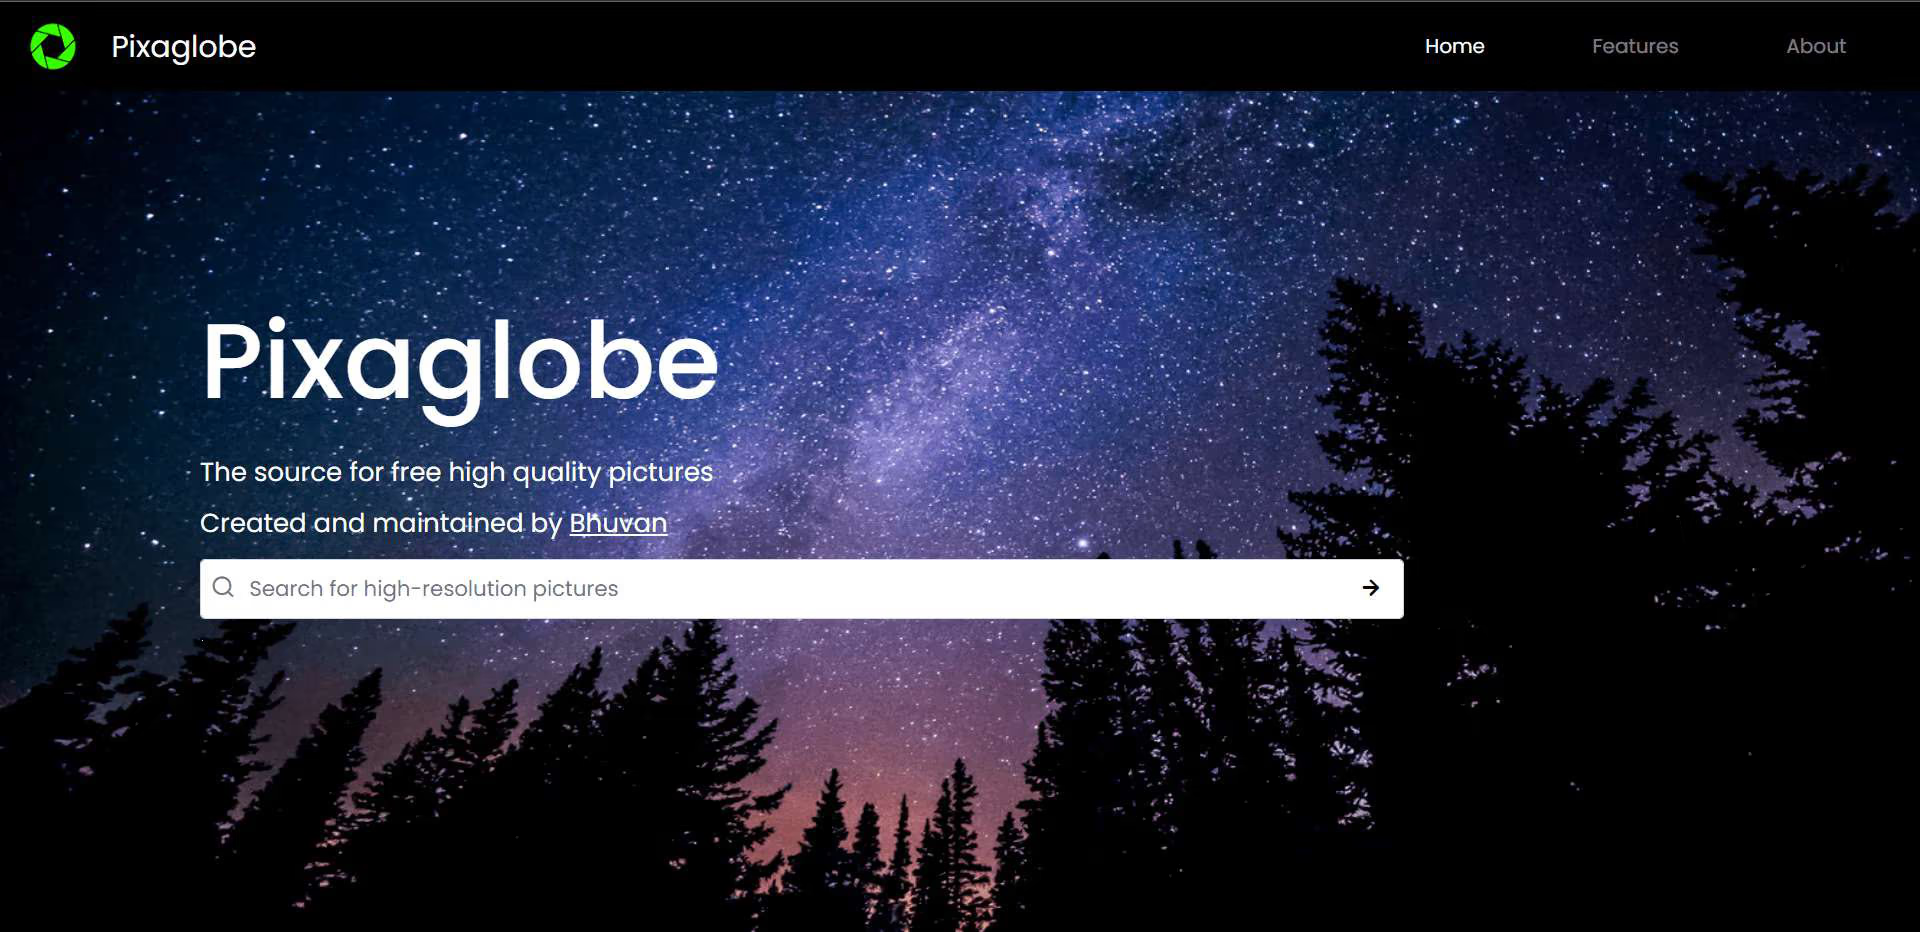 Pixaglobe
Home
Features
About
Pixaglobe
The source for free high quality pictures
Created and maintained by Bhuvan
Search for high-resolution pictures